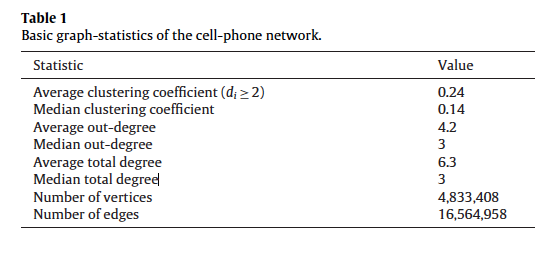 Table 1
Basic graph-statistics of the cell-phone network.
Statistic Value
Average clustering coefficient (dᵢ ≥ 2) 0.24
Median clustering coefficient 0.14
Average out-degree 4.2
Median out-degree 3
Average total degree 6.3
Median total degree 3
Number of vertices 4,833,408
Number of edges 16,564,958